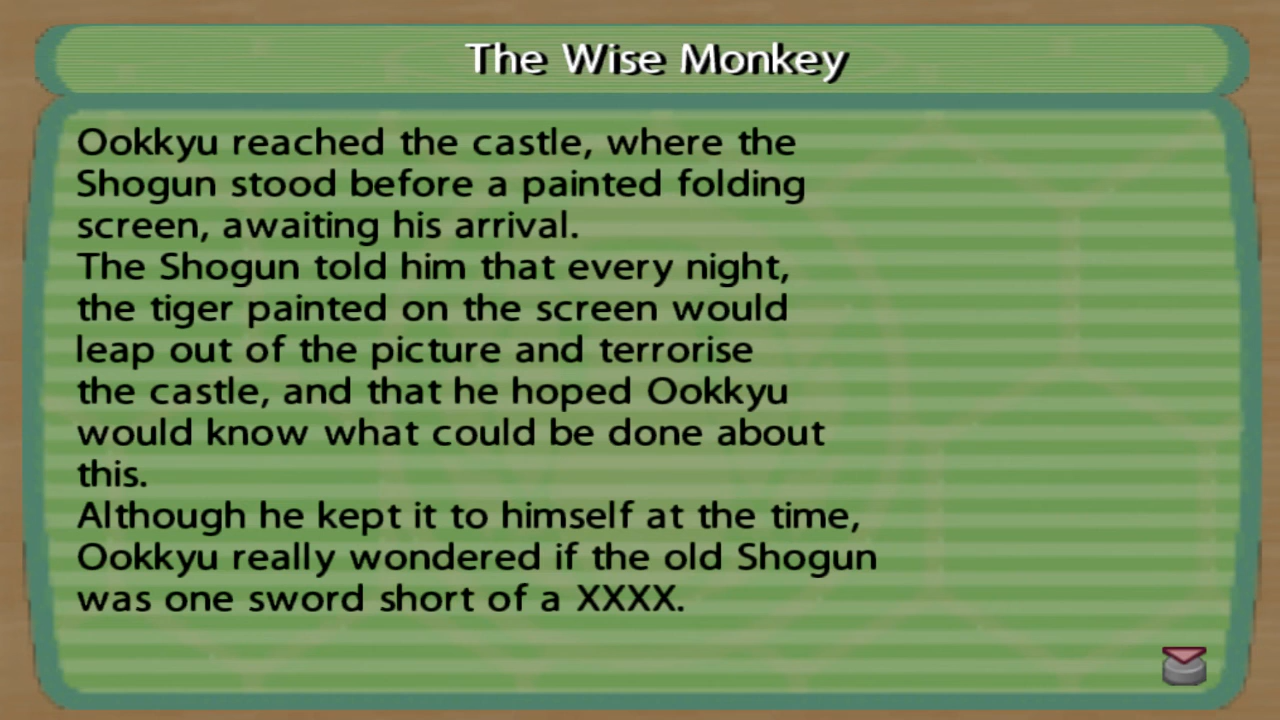 The Wise Monkey
Ookkyu reached the castle, where the
Shogun stood before a painted folding
screen, awaiting his arrival.
The Shogun told him that every night,
the tiger painted on the screen would
leap out of the picture and terrorise
the castle, and that he hoped Ookkyu
would know what could be done about
this.
Although he kept it to himself at the time,
Ookkyu really wondered if the old Shogun
was one sword short of a XXXX.